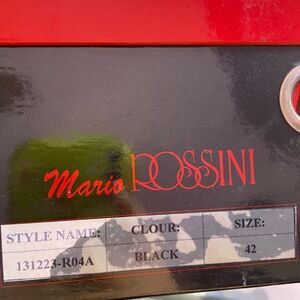 Mario ROSSINI
STYLE NAME: CLOUR: SIZE:
131223-R04A BLACK 42